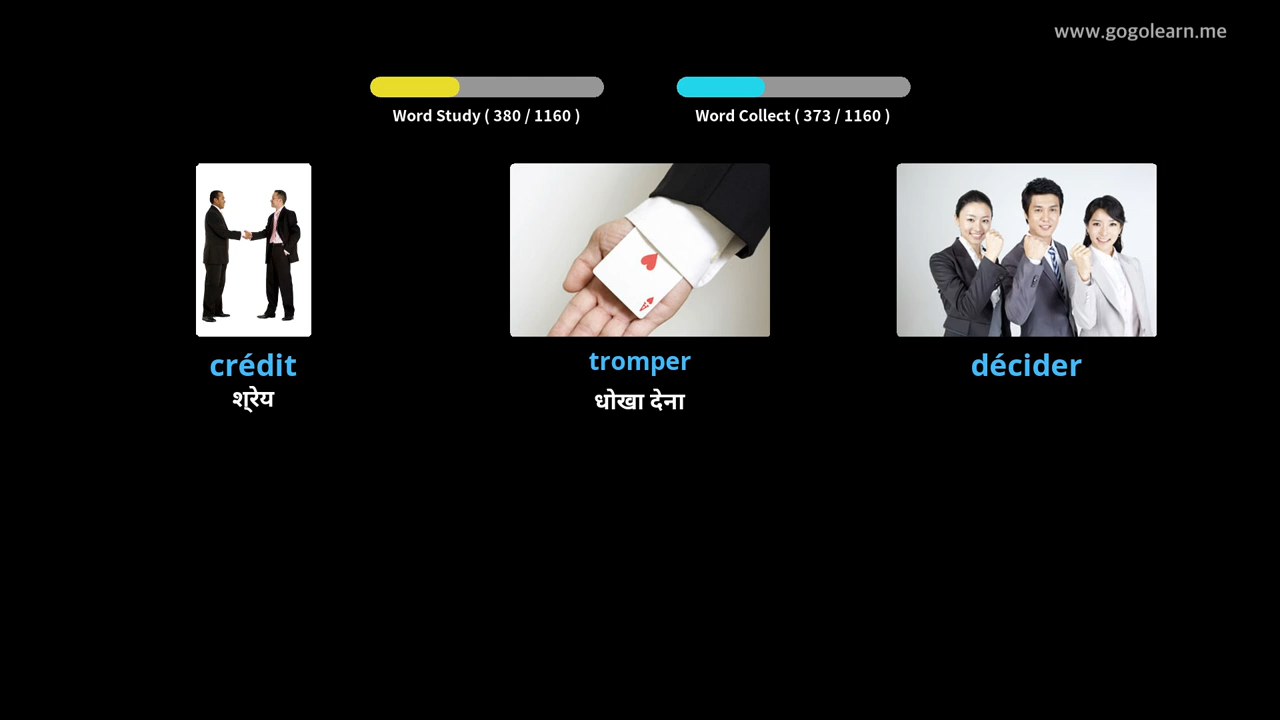 www.gogolearn.me
Word Study ( 380 / 1160 )
Word Collect ( 373 / 1160 )
crédit
श्रेय
tromper
धोखा देना
décider